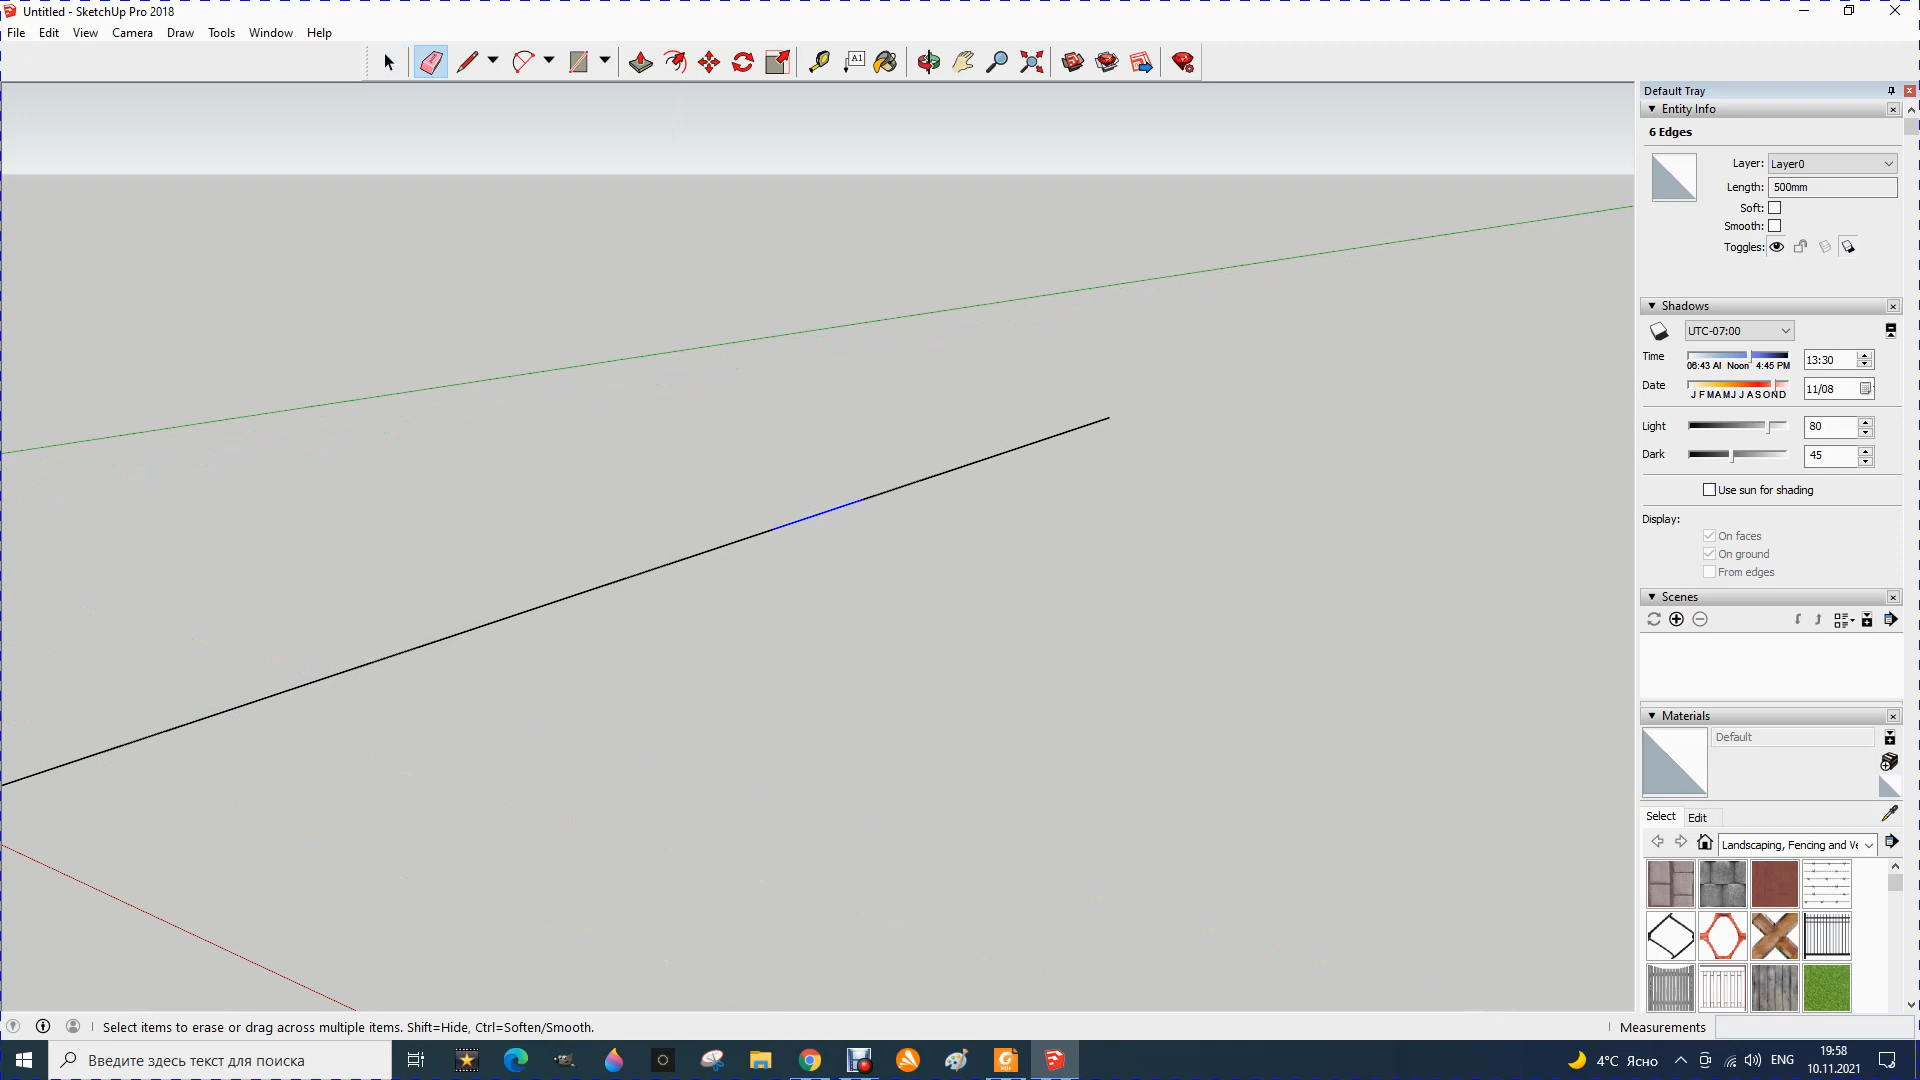 Untitled - SketchUp Pro 2018
File Edit View Camera Draw Tools Window Help
A1
Default Tray
Entity Info
6 Edges
Layer: Layer0
Length: 500mm
Soft:
Smooth:
Toggles:
Shadows
UTC-07:00
Time 13:30
06:43 AI Noon 4:45 PM
Date 11/08
J F M A M J J A S O N D
Light 80
Dark 45
Use sun for shading
Display:
On faces
On ground
From edges
Scenes
Materials
Default
Select Edit
Landscaping, Fencing and Ve
Select items to erase or drag across multiple items. Shift=Hide, Ctrl=Soften/Smooth.
Measurements
Введите здесь текст для поиска
4°C Ясно
ENG
19:58
10.11.2021